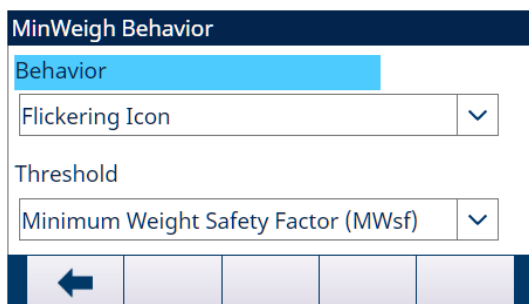 MinWeigh Behavior
Behavior
Flickering Icon
Threshold
Minimum Weight Safety Factor (MWsf)